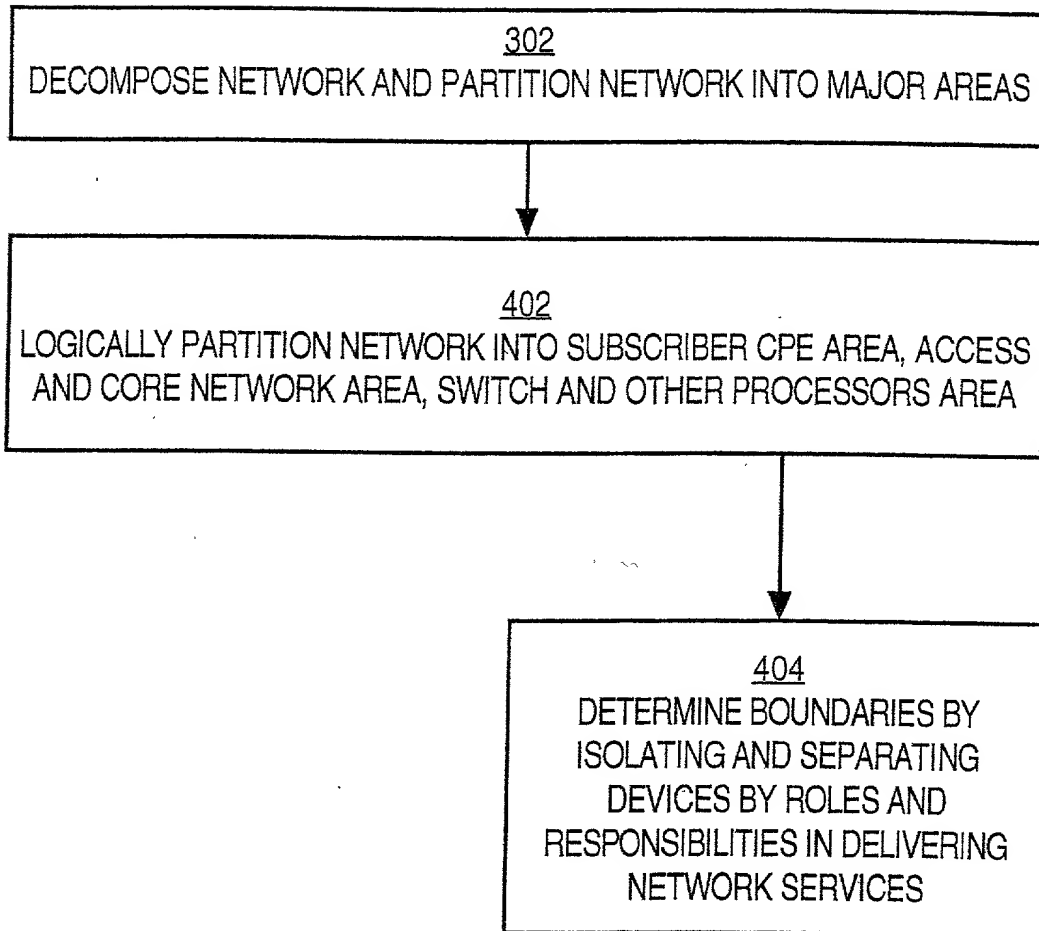 302
DECOMPOSE NETWORK AND PARTITION NETWORK INTO MAJOR AREAS
402
LOGICALLY PARTITION NETWORK INTO SUBSCRIBER CPE AREA, ACCESS
AND CORE NETWORK AREA, SWITCH AND OTHER PROCESSORS AREA
404
DETERMINE BOUNDARIES BY
ISOLATING AND SEPARATING
DEVICES BY ROLES AND
RESPONSIBILITIES IN DELIVERING
NETWORK SERVICES